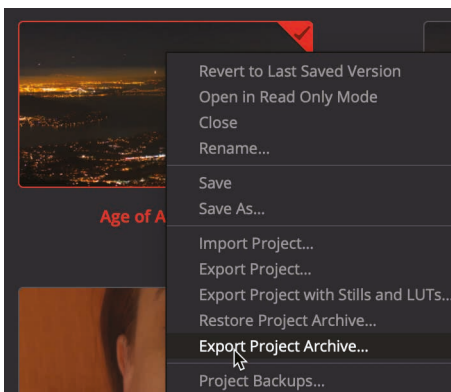 Revert to Last Saved Version
Open in Read Only Mode
Close
Rename...
Save
Save As...
Age of A
Import Project...
Export Project...
Export Project with Stills and LUTs...
Restore Project Archive...
Export Project Archive...
Project Backups...